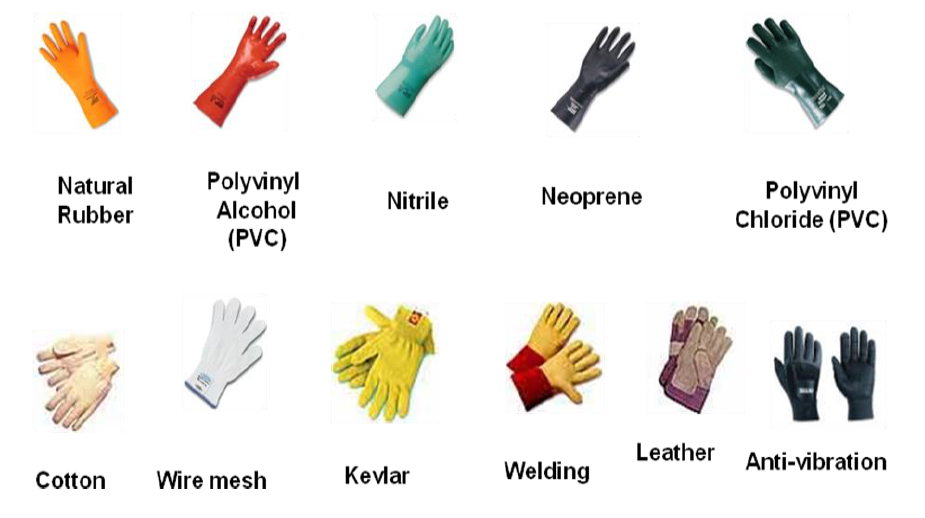 Natural
Rubber
Polyvinyl
Alcohol
(PVC)
Nitrile
Neoprene
Polyvinyl
Chloride (PVC)
Cotton
Wire mesh
Kevlar
Welding
Leather
Anti-vibration